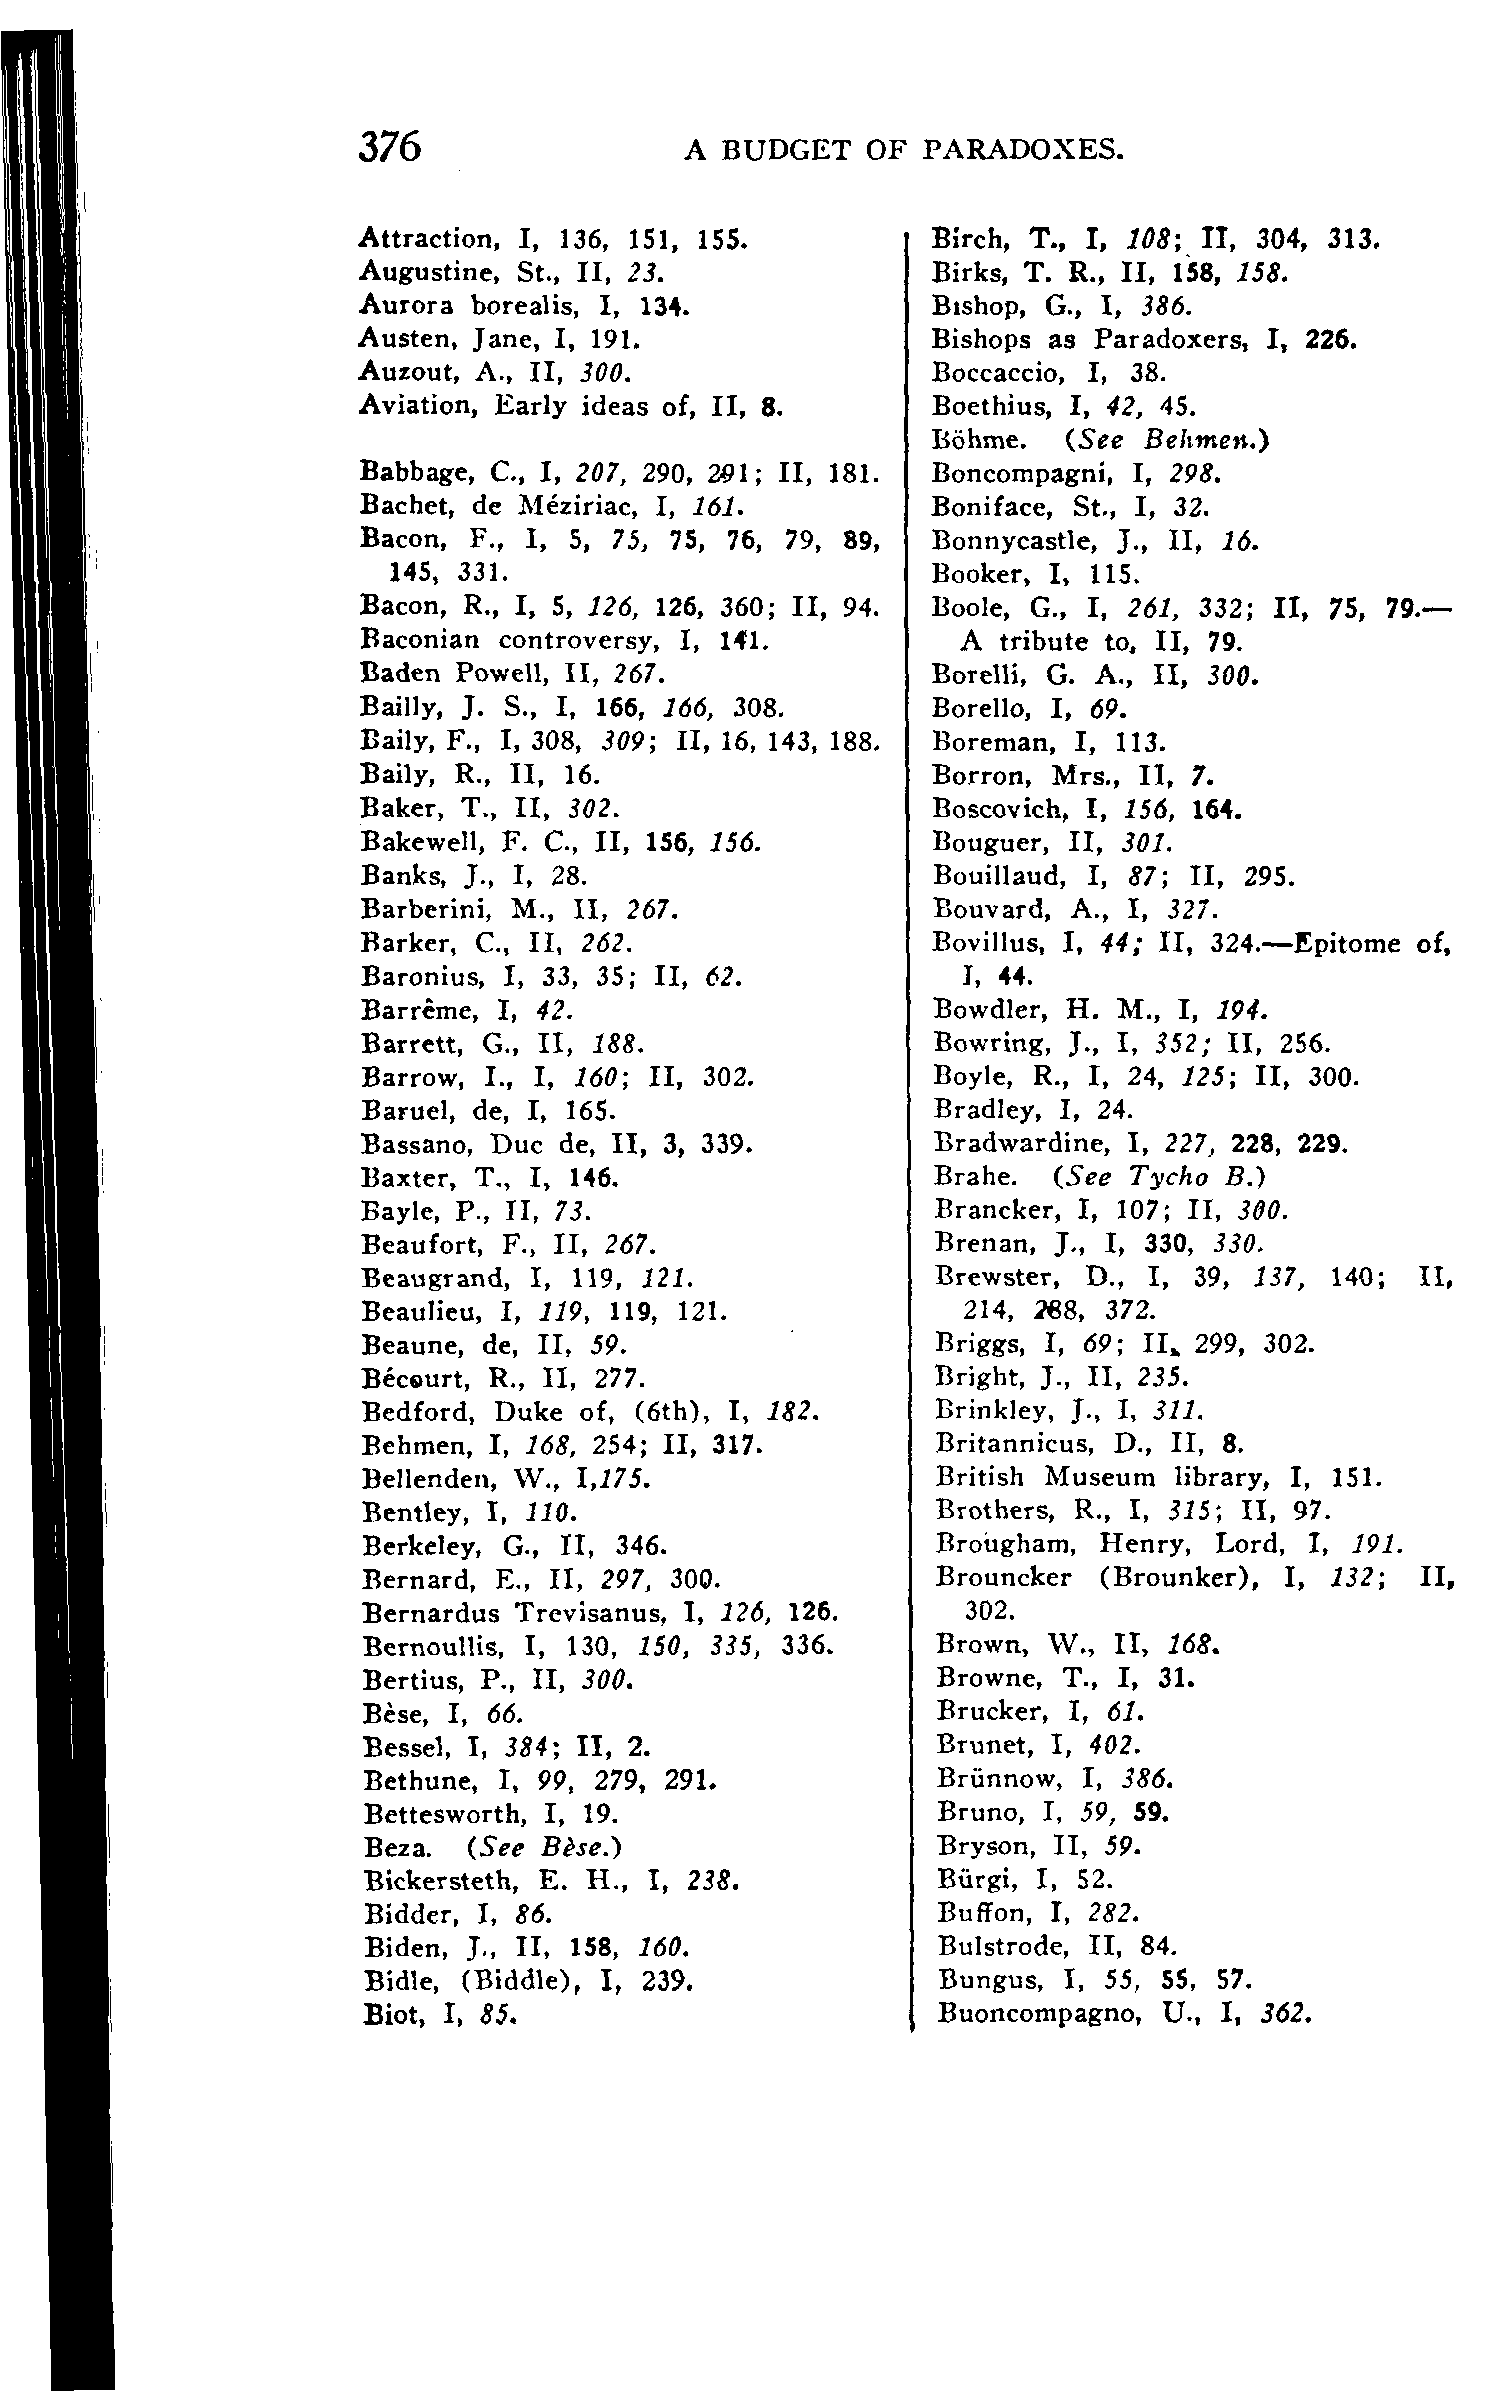 376 A BUDGET OF PARADOXES.
Attraction, I, 136, 151, 155.
Augustine, St., II, 23.
Aurora borealis, I, 134.
Austen, Jane, I, 191.
Auzout, A., II, 300.
Aviation, Early ideas of, II, 8.
Babbage, C., I, 207, 290, 291; II, 181.
Bachet, de Méziriac, I, 161.
Bacon, F., I, 5, 75, 75, 76, 79, 89,
145, 331.
Bacon, R., I, 5, 126, 126, 360; II, 94.
Baconian controversy, I, 141.
Baden Powell, II, 267.
Bailly, J. S., I, 166, 166, 308.
Baily, F., I, 308, 309; II, 16, 143, 188.
Baily, R., II, 16.
Baker, T., II, 302.
Bakewell, F. C., II, 156, 156.
Banks, J., I, 28.
Barberini, M., II, 267.
Barker, C., II, 262.
Baronius, I, 33, 35; II, 62.
Barrême, I, 42.
Barrett, G., II, 188.
Barrow, I., I, 160; II, 302.
Baruel, de, I, 165.
Bassano, Duc de, II, 3, 339.
Baxter, T., I, 146.
Bayle, P., II, 73.
Beaufort, F., II, 267.
Beaugrand, I, 119, 121.
Beaulieu, I, 119, 119, 121.
Beaune, de, II, 59.
Bécourt, R., II, 277.
Bedford, Duke of, (6th), I, 182.
Behmen, I, 168, 254; II, 317.
Bellenden, W., I,175.
Bentley, I, 110.
Berkeley, G., II, 346.
Bernard, E., II, 297, 300.
Bernardus Trevisanus, I, 126, 126.
Bernoullis, I, 130, 150, 335, 336.
Bertius, P., II, 300.
Bèse, I, 66.
Bessel, I, 384; II, 2.
Bethune, I, 99, 279, 291.
Bettesworth, I, 19.
Beza. (See Bèse.)
Bickersteth, E. H., I, 238.
Bidder, I, 86.
Biden, J., II, 158, 160.
Bidle, (Biddle), I, 239.
Biot, I, 85.
Birch, T., I, 108; II, 304, 313.
Birks, T. R., II, 158, 158.
Bishop, G., I, 386.
Bishops as Paradoxers, I, 226.
Boccaccio, I, 38.
Boethius, I, 42, 45.
Böhme. (See Behmen.)
Boncompagni, I, 298.
Boniface, St., I, 32.
Bonnycastle, J., II, 16.
Booker, I, 115.
Boole, G., I, 261, 332; II, 75, 79.—
A tribute to, II, 79.
Borelli, G. A., II, 300.
Borello, I, 69.
Boreman, I, 113.
Borron, Mrs., II, 7.
Boscovich, I, 156, 164.
Bouguer, II, 301.
Bouillaud, I, 87; II, 295.
Bouvard, A., I, 327.
Bovillus, I, 44; II, 324.—Epitome of,
I, 44.
Bowdler, H. M., I, 194.
Bowring, J., I, 352; II, 256.
Boyle, R., I, 24, 125; II, 300.
Bradley, I, 24.
Bradwardine, I, 227, 228, 229.
Brahe. (See Tycho B.)
Brancker, I, 107; II, 300.
Brenan, J., I, 330, 330.
Brewster, D., I, 39, 137, 140; II,
214, 288, 372.
Briggs, I, 69; II, 299, 302.
Bright, J., II, 235.
Brinkley, J., I, 311.
Britannicus, D., II, 8.
British Museum library, I, 151.
Brothers, R., I, 315; II, 97.
Brougham, Henry, Lord, I, 191.
Brouncker (Brounker), I, 132; II,
302.
Brown, W., II, 168.
Browne, T., I, 31.
Brucker, I, 61.
Brunet, I, 402.
Brünnow, I, 386.
Bruno, I, 59, 59.
Bryson, II, 59.
Bürgi, I, 52.
Buffon, I, 282.
Bulstrode, II, 84.
Bungus, I, 55, 55, 57.
Buoncompagno, U., I, 362.